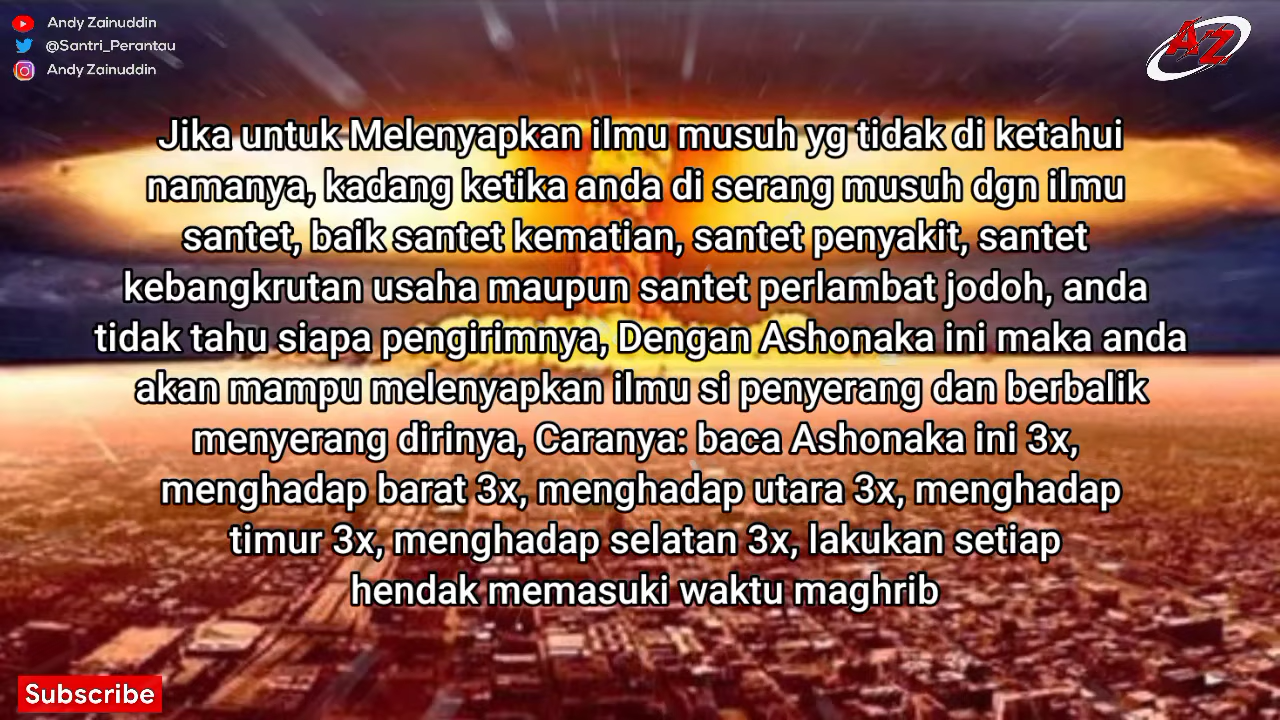 Andy Zainuddin
@Santri_Perantau
Andy Zainuddin
AZ
Jika untuk Melenyapkan ilmu musuh yg tidak di ketahui
namanya, kadang ketika anda di serang musuh dgn ilmu
santet, baik santet kematian, santet penyakit, santet
kebangkrutan usaha maupun santet perlambat jodoh, anda
tidak tahu siapa pengirimnya, Dengan Ashonaka ini maka anda
akan mampu melenyapkan ilmu si penyerang dan berbalik
menyerang dirinya, Caranya: baca Ashonaka ini 3x,
menghadap barat 3x, menghadap utara 3x, menghadap
timur 3x, menghadap selatan 3x, lakukan setiap
hendak memasuki waktu maghrib
Subscribe